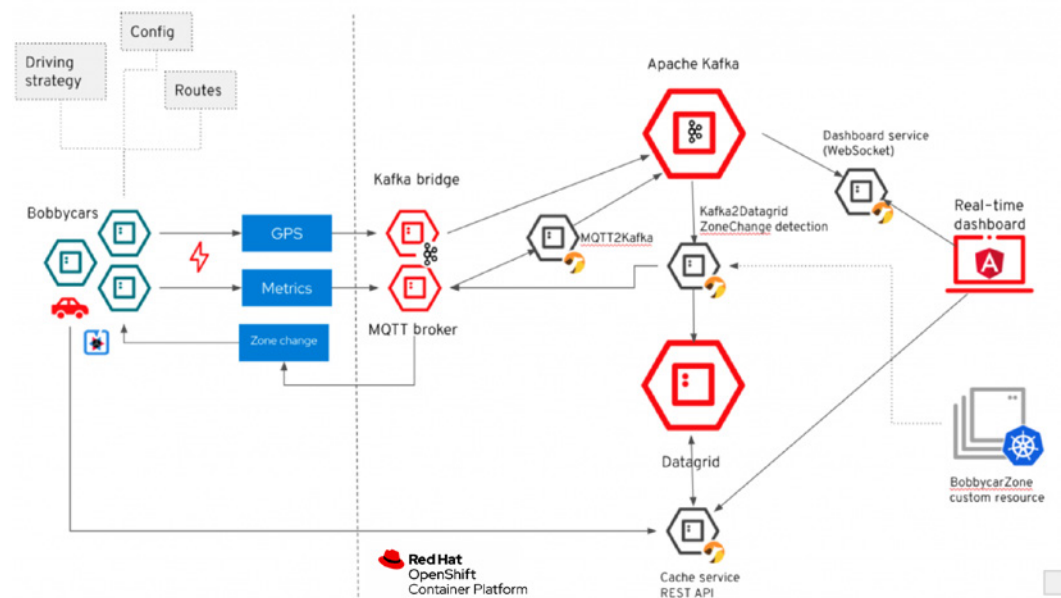 Config
Driving
strategy
Routes
Apache Kafka
Dashboard service
(WebSocket)
Kafka bridge
Bobbycars
GPS
MQTT2Kafka
Kafka2Datagrid
ZoneChange detection
Real-time
dashboard
A
Metrics
MQTT broker
Zone change
Datagrid
BobbycarZone
custom resource
Red Hat
OpenShift
Container Platform
Cache service
REST API